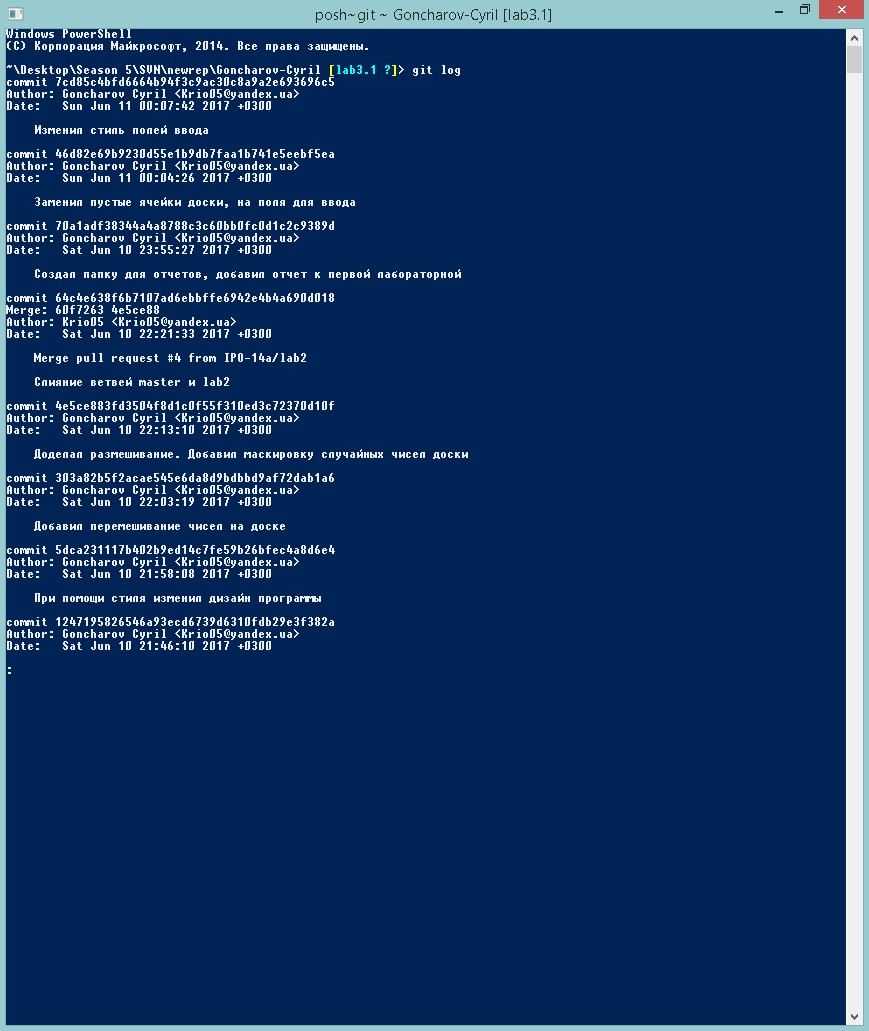 posh~git ~ Goncharov-Cyril [lab3.1]
Windows PowerShell
(C) Корпорация Майкрософт, 2014. Все права защищены.
~\Desktop\Season 5\SVN\newrep\Goncharov-Cyril [lab3.1 ?]> git log
commit 7cd85c4bfd6664b94f3c9ac30c8a9a2e693696c5
Author: Goncharov Cyril <Krio05@yandex.ua>
Date:   Sun Jun 11 00:07:42 2017 +0300
Изменил стиль полей ввода
commit 46d82e69b9230d55e1b9db7faa1b741e5eebf5ea
Author: Goncharov Cyril <Krio05@yandex.ua>
Date:   Sun Jun 11 00:04:26 2017 +0300
Заменил пустые ячейки доски, на поля для ввода
commit 70a1adf38344a4a8788c3c60bb0fc0d1c2c9389d
Author: Goncharov Cyril <Krio05@yandex.ua>
Date:   Sat Jun 10 23:55:27 2017 +0300
Создал папку для отчетов, добавил отчет к первой лабораторной
commit 64c4e638f6b7107ad6ebbffe6942e4b4a690d018
Merge: 60f7263 4e5ce88
Author: Krio05 <Krio05@yandex.ua>
Date:   Sat Jun 10 22:21:33 2017 +0300
Merge pull request #4 from IPO-14a/lab2
Слияние ветвей master и lab2
commit 4e5ce883fd3504f8d1c0f55f310ed3c72370d10f
Author: Goncharov Cyril <Krio05@yandex.ua>
Date:   Sat Jun 10 22:13:10 2017 +0300
Доделал размешивание. Добавил маскировку случайных чисел доски
commit 303a82b5f2acae545e6da8d9bdbbd9af72dab1a6
Author: Goncharov Cyril <Krio05@yandex.ua>
Date:   Sat Jun 10 22:03:19 2017 +0300
Добавил перемешивание чисел на доске
commit 5dca231117b402b9ed14c7fe59b26bfec4a8d6e4
Author: Goncharov Cyril <Krio05@yandex.ua>
Date:   Sat Jun 10 21:58:08 2017 +0300
При помощи стиля изменил дизайн программы
commit 1247195826546a93ecd6739d6310fdb29e3f382a
Author: Goncharov Cyril <Krio05@yandex.ua>
Date:   Sat Jun 10 21:46:10 2017 +0300
: